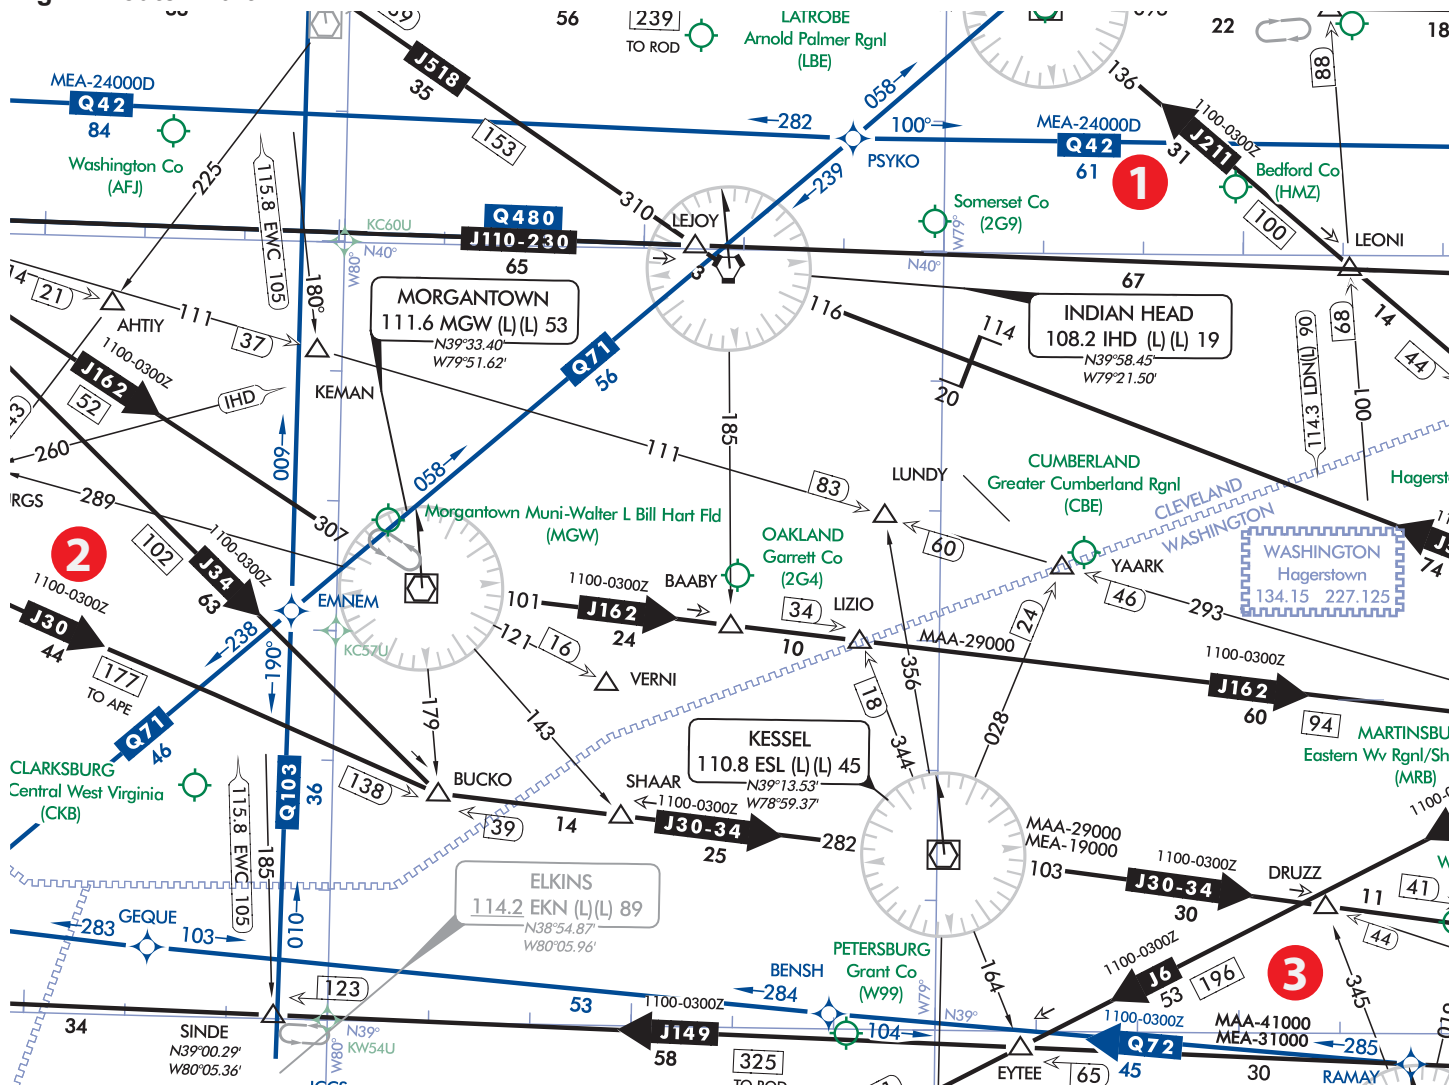 56
239
TO ROD
LATROBE
Arnold Palmer Rgnl
(LBE)
22
18
J518
35
136
88
MEA-24000D
Q42
84
153
058
282
100°
MEA-24000D
Q42
61
1
1100-0300Z
J211
31
Washington Co
(AFJ)
225
PSYKO
239
Bedford Co
(HMZ)
310
LEJOY
Somerset Co
(2G9)
W79°
100
LEONI
115.8 EWC 105
KC60U
N40°
W80°
Q480
J110-230
65
3
N40°
67
14
21
AHTIY
111
37
180°
MORGANTOWN
111.6 MGW (L)(L) 53
N39°33.40'
W79°51.62'
116
114
20
INDIAN HEAD
108.2 IHD (L)(L) 19
N39°58.45'
W79°21.50'
14
44
68
114.3 LDN(L) 90
100
1100-0300Z
J162
52
KEMAN
IHD
Q71
56
43
260
009
185
111
83
LUNDY
CUMBERLAND
Greater Cumberland Rgnl
(CBE)
CLEVELAND
WASHINGTON
Hagerst
URGS
289
058
307
Morgantown Muni-Walter L Bill Hart Fld
(MGW)
2
102
1100-0300Z
J34
63
OAKLAND
Garrett Co
(2G4)
60
YAARK
46
293
WASHINGTON
Hagerstown
134.15 227.125
74
1100-0300Z
J30
44
EMNEM
KC57U
101
1100-0300Z
J162
24
BAABY
34
LIZIO
10
MAA-29000
24
1100-0300Z
J162
60
94
238
190°
177
TO APE
121
16
VERNI
179
143
18
344
356
028
Q71
46
MARTINSBU
Eastern Wv Rgnl/Sh
(MRB)
CLARKSBURG
Central West Virginia
(CKB)
115.8 EWC 105
185
Q103
36
138
BUCKO
39
14
SHAAR
1100-0300Z
J30-34
25
282
KESSEL
110.8 ESL (L)(L) 45
N39°13.53'
W78°59.37'
MAA-29000
MEA-19000
103
1100-0300Z
J30-34
30
DRUZZ
11
41
44
ELKINS
114.2 EKN (L)(L) 89
N38°54.87'
W80°05.96'
283
GEQUE
103
010
123
PETERSBURG
Grant Co
(W99)
BENSH
284
53
104
W79°
N39°
164
1100-0300Z
J6
53
196
3
345
010
34
SINDE
N39°00.29'
W80°05.36'
N39°
W80°
KW54U
1100-0300Z
J149
58
325
EYTEE
65
1100-0300Z
Q72
45
MAA-41000
MEA-31000
285
30
RAMAY